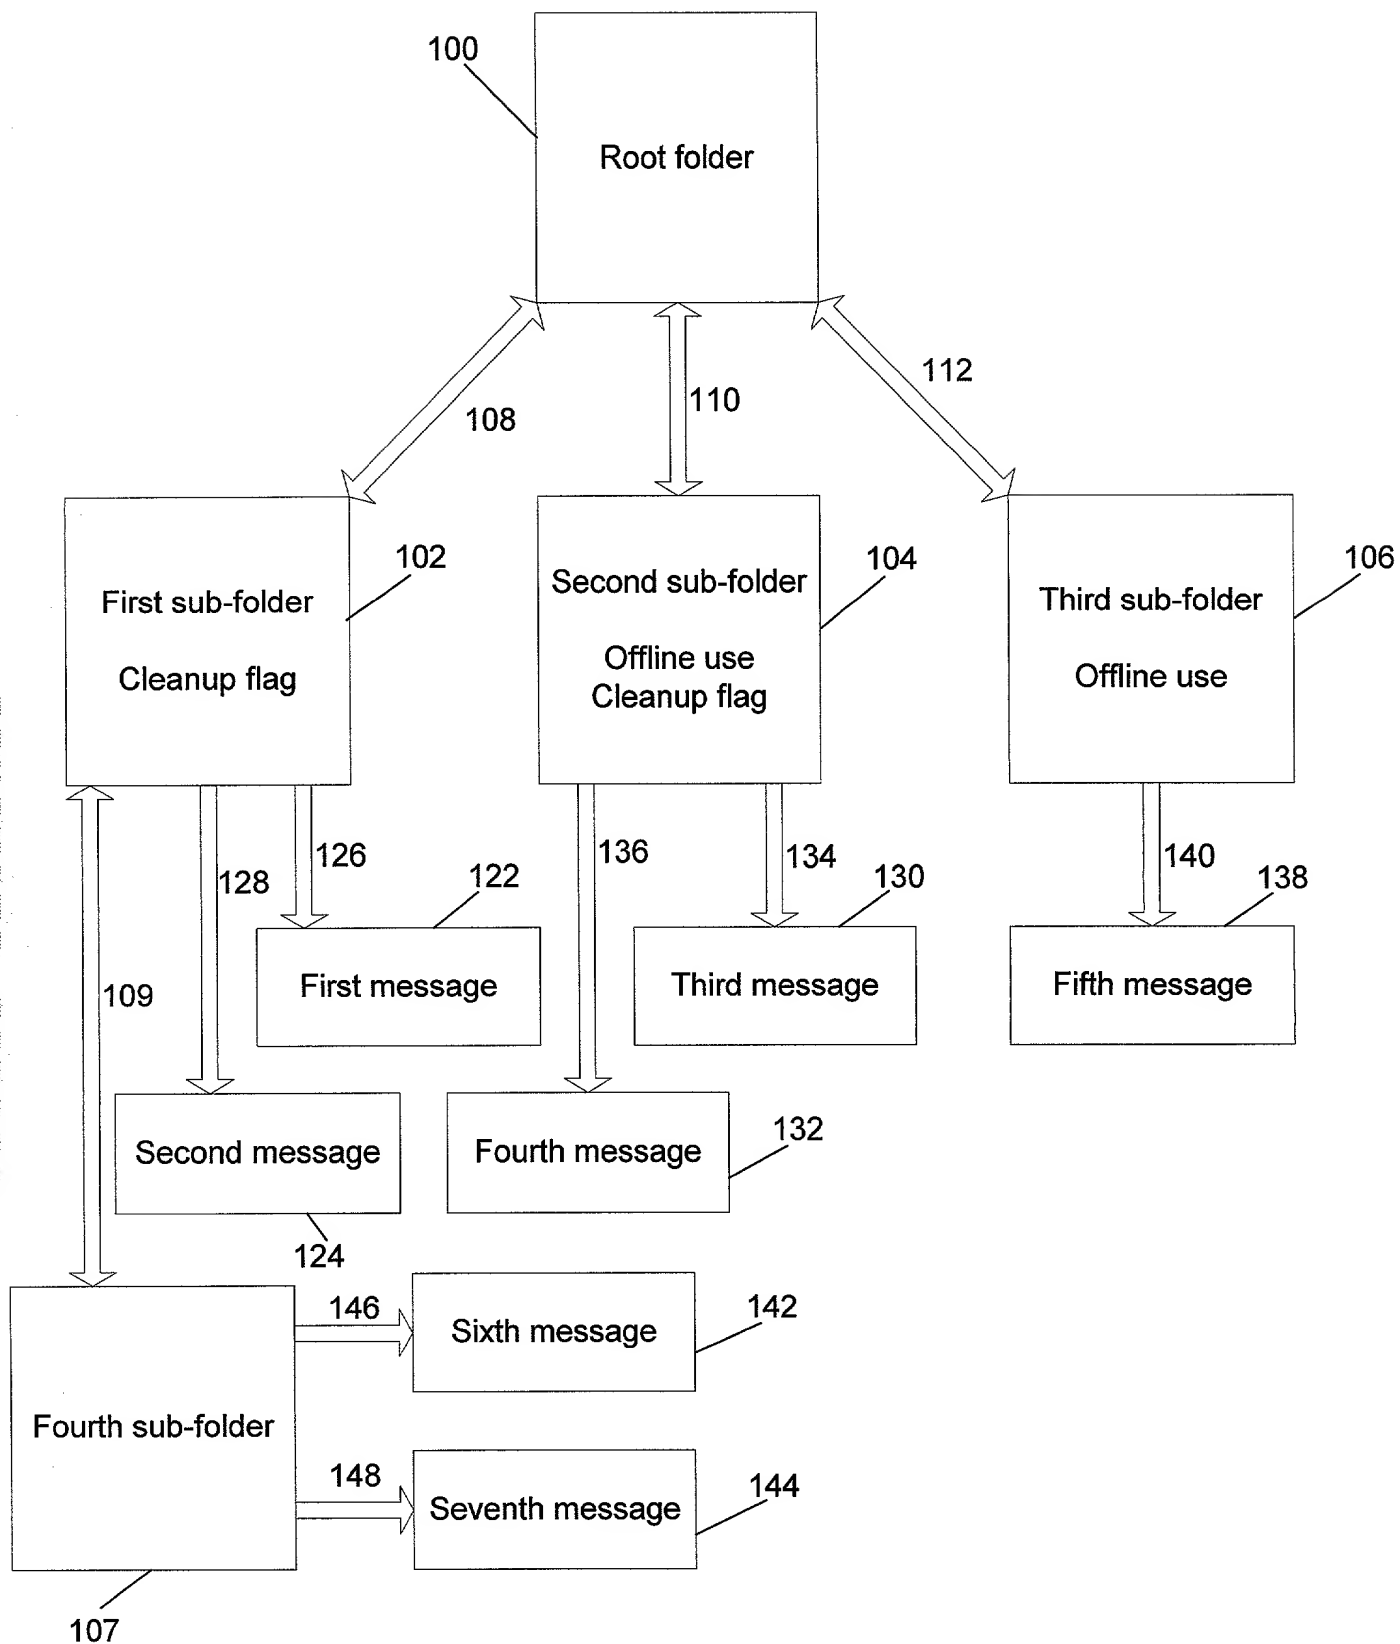 100
Root folder
108
110
112
102
104
106
First sub-folder
Cleanup flag
Second sub-folder
Offline use
Cleanup flag
Third sub-folder
Offline use
128
126
136
134
140
122
130
138
109
First message
Third message
Fifth message
Second message
Fourth message
132
124
146
Sixth message
142
Fourth sub-folder
148
Seventh message
144
107